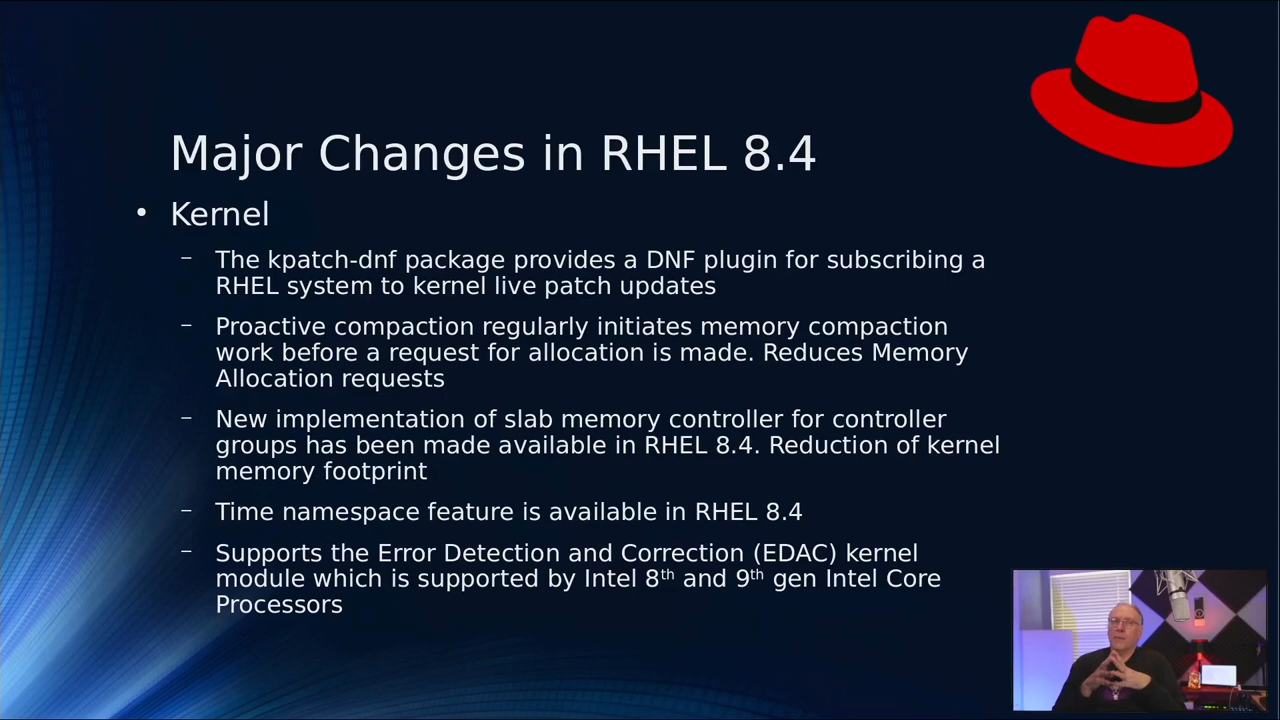 Major Changes in RHEL 8.4
• Kernel
– The kpatch-dnf package provides a DNF plugin for subscribing a
RHEL system to kernel live patch updates
– Proactive compaction regularly initiates memory compaction
work before a request for allocation is made. Reduces Memory
Allocation requests
– New implementation of slab memory controller for controller
groups has been made available in RHEL 8.4. Reduction of kernel
memory footprint
– Time namespace feature is available in RHEL 8.4
– Supports the Error Detection and Correction (EDAC) kernel
module which is supported by Intel 8th and 9th gen Intel Core
Processors